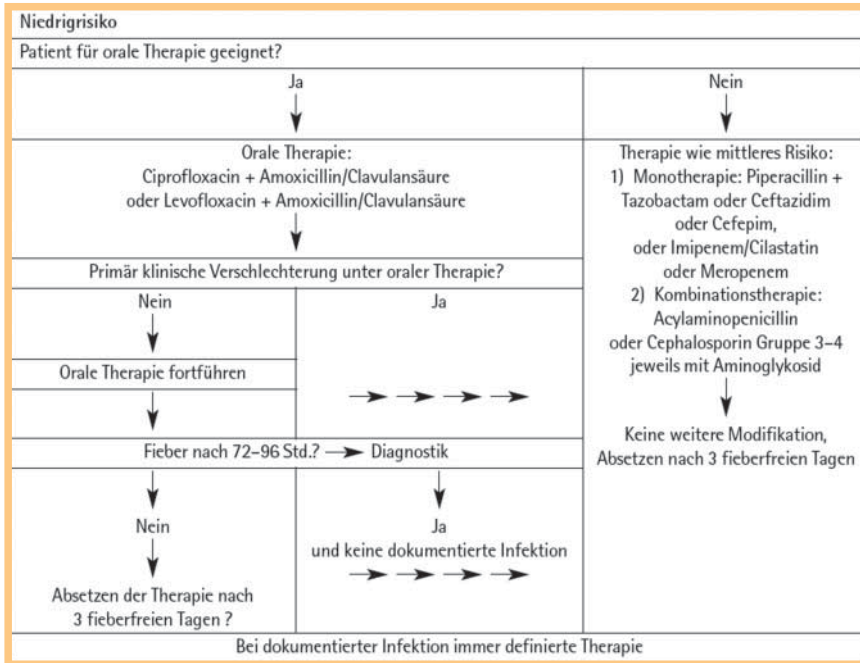 Niedrigrisiko
Patient für orale Therapie geeignet?
Ja
Nein
Orale Therapie:
Ciprofloxacin + Amoxicillin/Clavulansäure
oder Levofloxacin + Amoxicillin/Clavulansäure
Primär klinische Verschlechterung unter oraler Therapie?
Nein
Ja
Orale Therapie fortführen
Fieber nach 72–96 Std.? Diagnostik
Nein
Ja
und keine dokumentierte Infektion
Absetzen der Therapie nach
3 fieberfreien Tagen ?
Therapie wie mittleres Risiko:
1) Monotherapie: Piperacillin +
Tazobactam oder Ceftazidim
oder Cefepim,
oder Imipenem/Cilastatin
oder Meropenem
2) Kombinationstherapie:
Acylaminopenicillin
oder Cephalosporin Gruppe 3–4
jeweils mit Aminoglykosid
Keine weitere Modifikation,
Absetzen nach 3 fieberfreien Tagen
Bei dokumentierter Infektion immer definierte Therapie